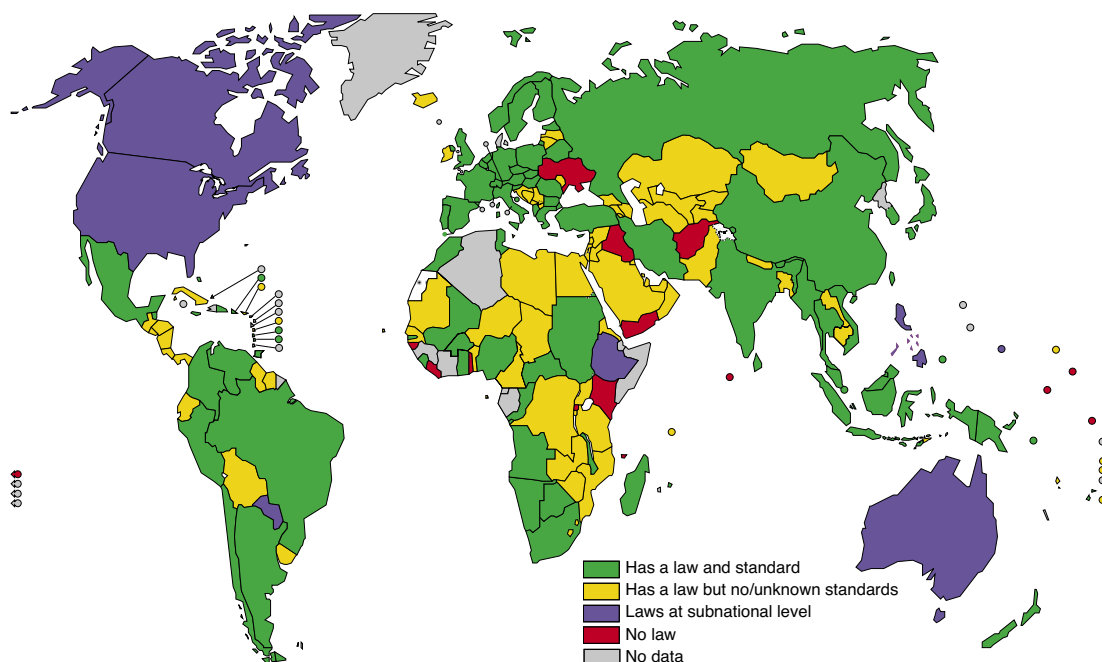 Has a law and standard
Has a law but no/unknown standards
Laws at subnational level
No law
No data